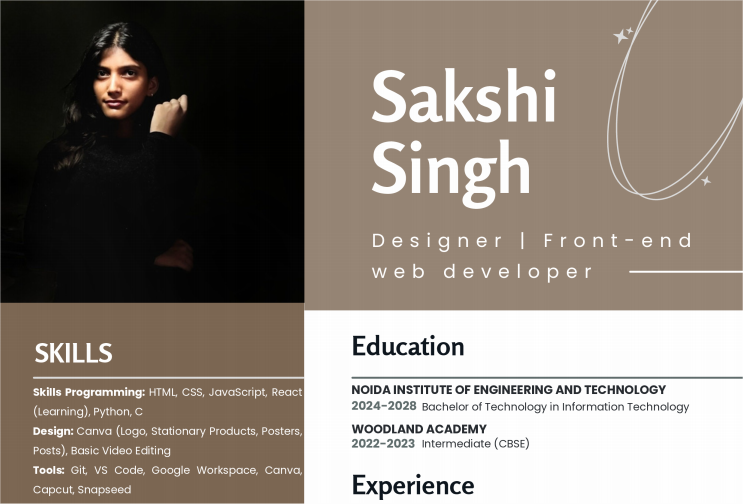 Sakshi
Singh
Designer | Front-end
web developer
SKILLS
Skills Programming: HTML, CSS, JavaScript, React
(Learning), Python, C
Design: Canva (Logo, Stationary Products, Posters,
Posts), Basic Video Editing
Tools: Git, VS Code, Google Workspace, Canva,
Capcut, Snapseed
Education
NOIDA INSTITUTE OF ENGINEERING AND TECHNOLOGY
2024-2028 Bachelor of Technology in Information Technology
WOODLAND ACADEMY
2022-2023 Intermediate (CBSE)
Experience